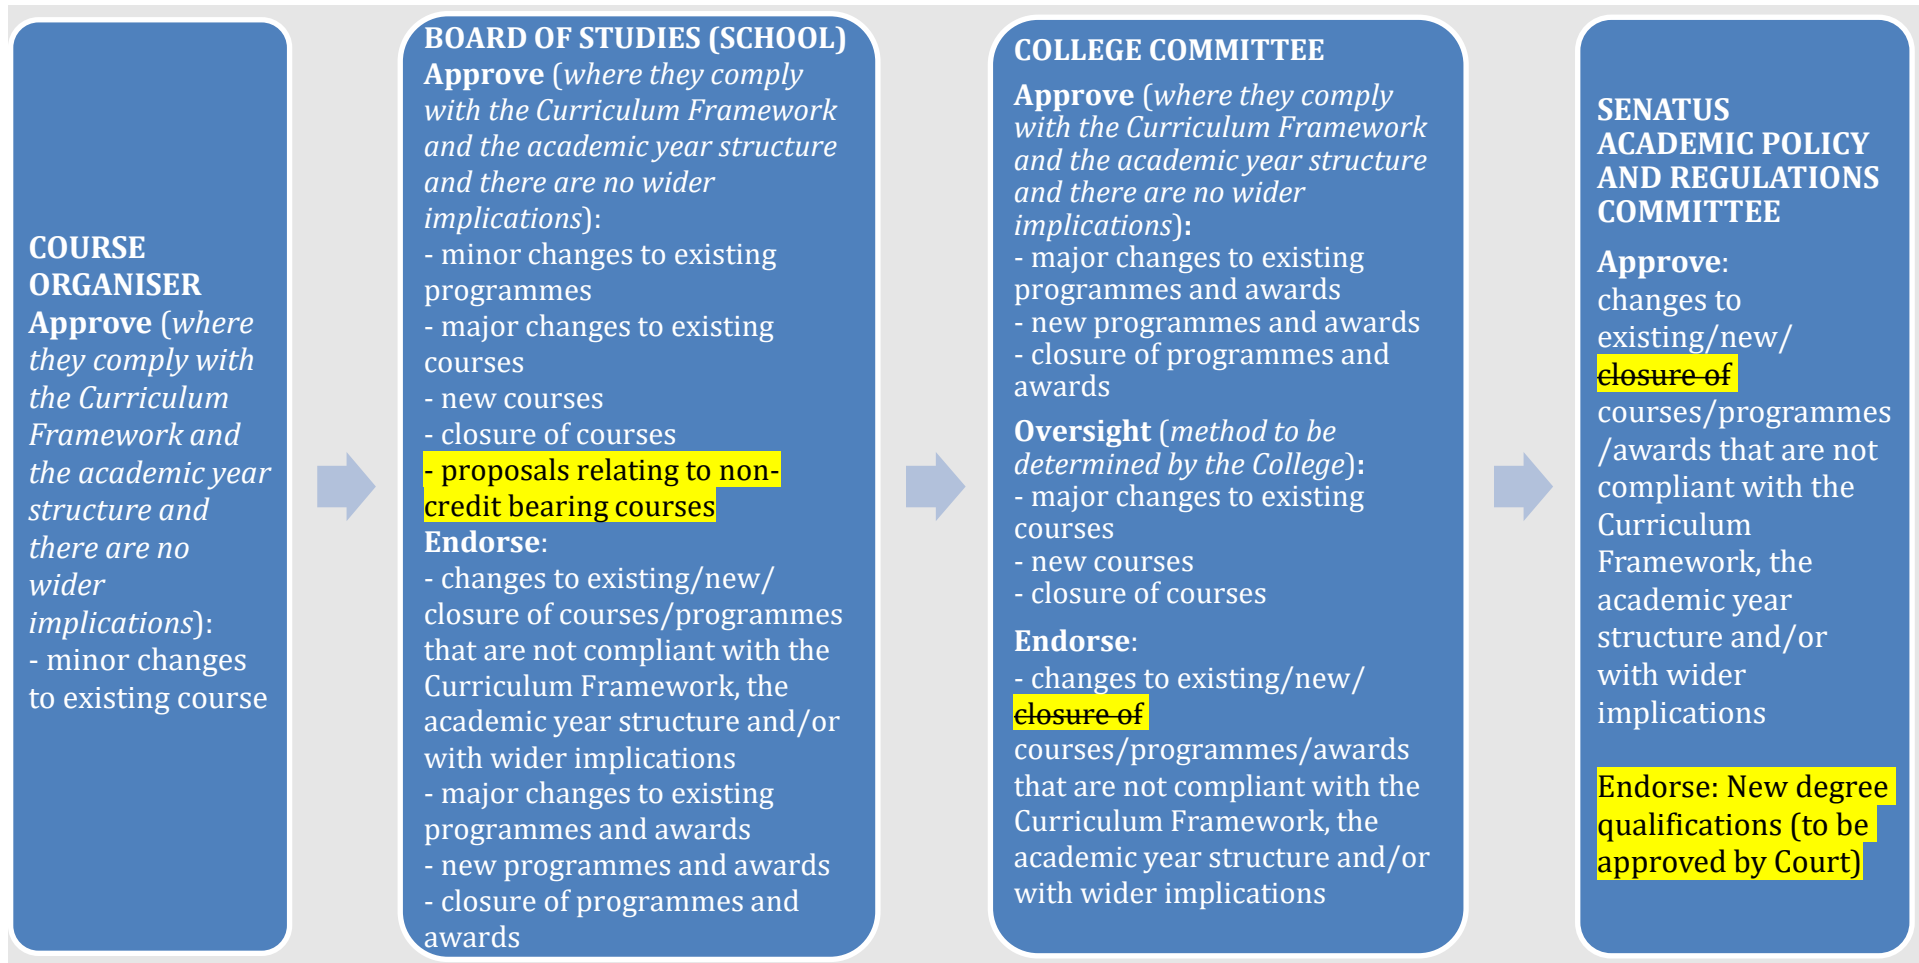 COURSE
ORGANISER
Approve (where
they comply with
the Curriculum
Framework and
the academic year
structure and
there are no
wider
implications):
- minor changes
to existing course
BOARD OF STUDIES (SCHOOL)
Approve (where they comply
with the Curriculum Framework
and the academic year structure
and there are no wider
implications):
- minor changes to existing
programmes
- major changes to existing
courses
- new courses
- closure of courses
- proposals relating to non-
credit bearing courses
Endorse:
- changes to existing/new/
closure of courses/programmes
that are not compliant with the
Curriculum Framework, the
academic year structure and/or
with wider implications
- major changes to existing
programmes and awards
- new programmes and awards
- closure of programmes and
awards
COLLEGE COMMITTEE
Approve (where they comply
with the Curriculum Framework
and the academic year structure
and there are no wider
implications):
- major changes to existing
programmes and awards
- new programmes and awards
- closure of programmes and
awards
Oversight (method to be
determined by the College):
- major changes to existing
courses
- new courses
- closure of courses
Endorse:
- changes to existing/new/
closure of
courses/programmes/awards
that are not compliant with the
Curriculum Framework, the
academic year structure and/or
with wider implications
SENATUS
ACADEMIC POLICY
AND REGULATIONS
COMMITTEE
Approve:
changes to
existing/new/
closure of
courses/programmes
/awards that are not
compliant with the
Curriculum
Framework, the
academic year
structure and/or
with wider
implications
Endorse: New degree
qualifications (to be
approved by Court)